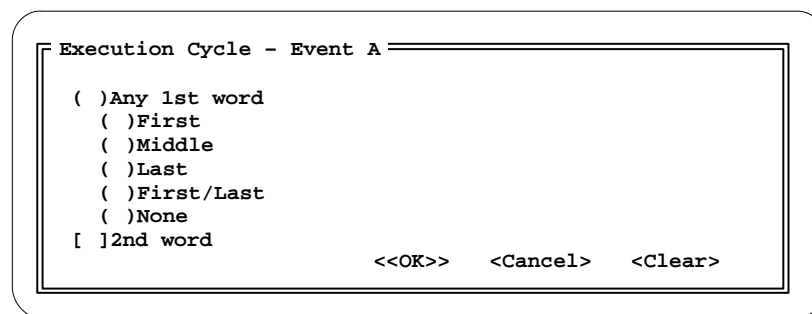 Execution Cycle – Event A
( )Any 1st word
( )First
( )Middle
( )Last
( )First/Last
( )None
[ ]2nd word
<<OK>> <Cancel> <Clear>